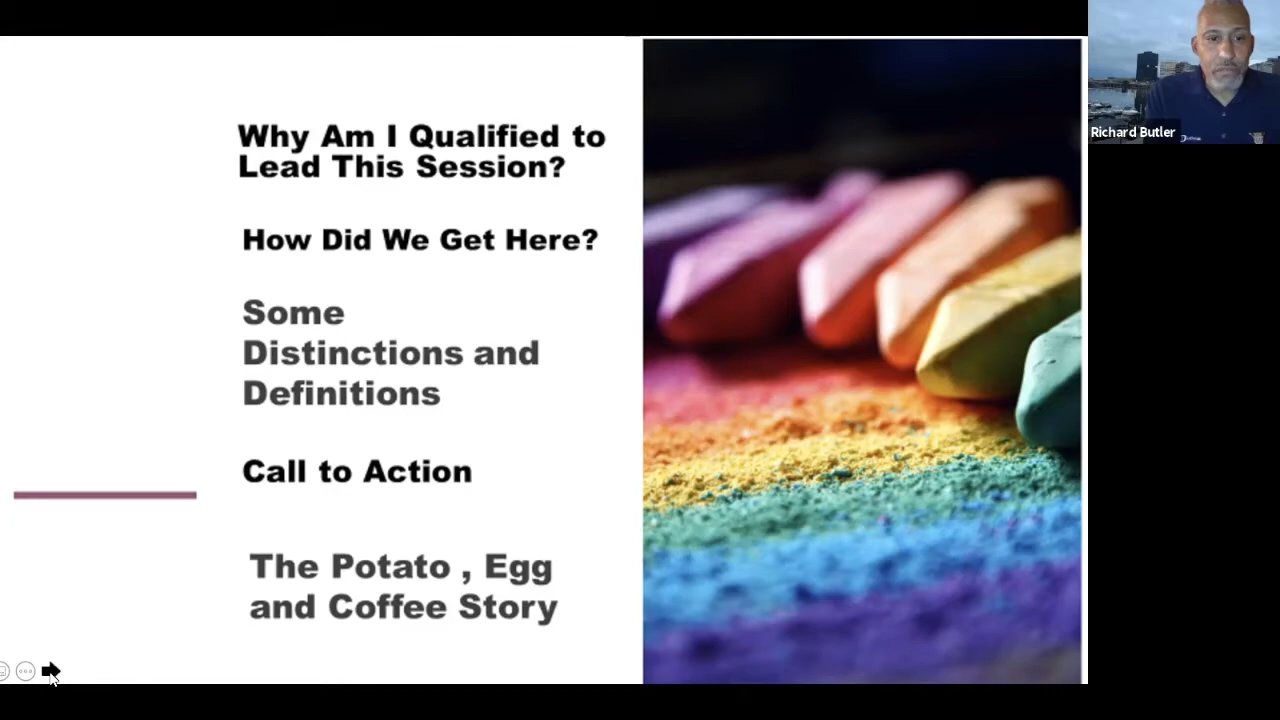 Why Am I Qualified to
Lead This Session?
How Did We Get Here?
Some
Distinctions and
Definitions
Call to Action
The Potato , Egg
and Coffee Story
Richard Butler